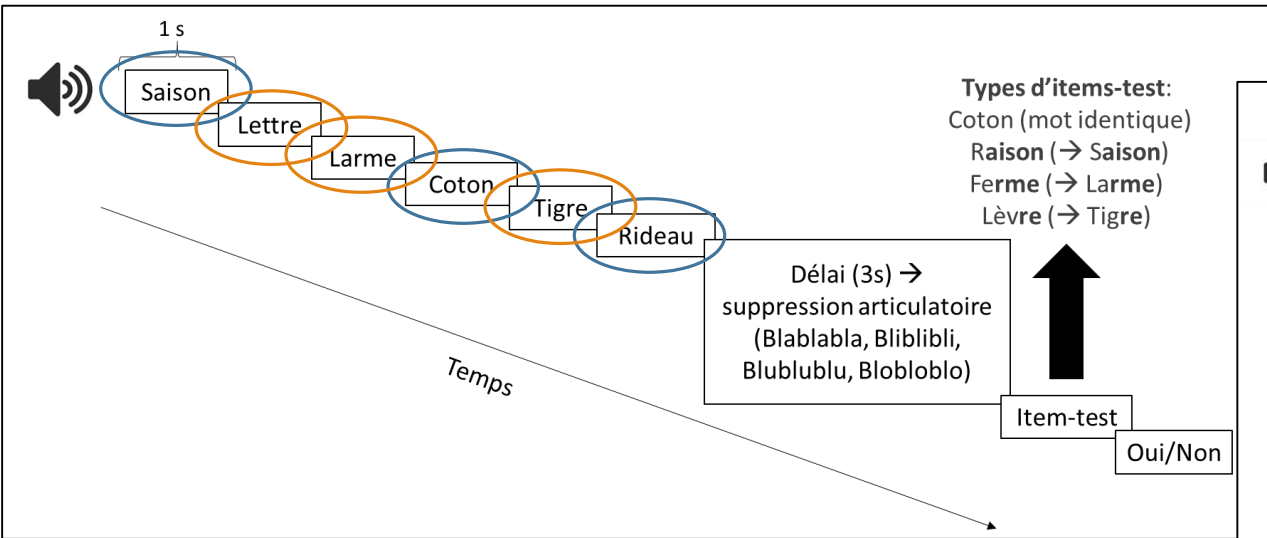 1 s
Saison
Lettre
Larme
Coton
Tigre
Rideau
Délai (3s) →
suppression articulatoire
(Blablabla, Bliblibli,
Blublublu, Blobloblo)
Temps
Types d'items-test:
Coton (mot identique)
Raison (→ Saison)
Ferme (→ Larme)
Lèvre (→ Tigre)
Item-test
Oui/Non